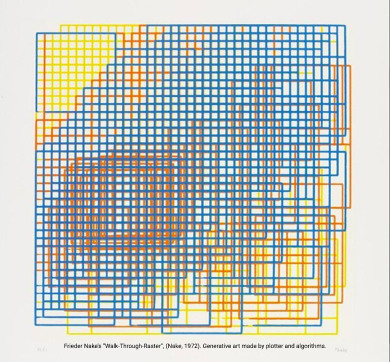 Frieder Nake's "Walk-Through-Raster", (Nake, 1972). Generative art made by plotter and algorithms.